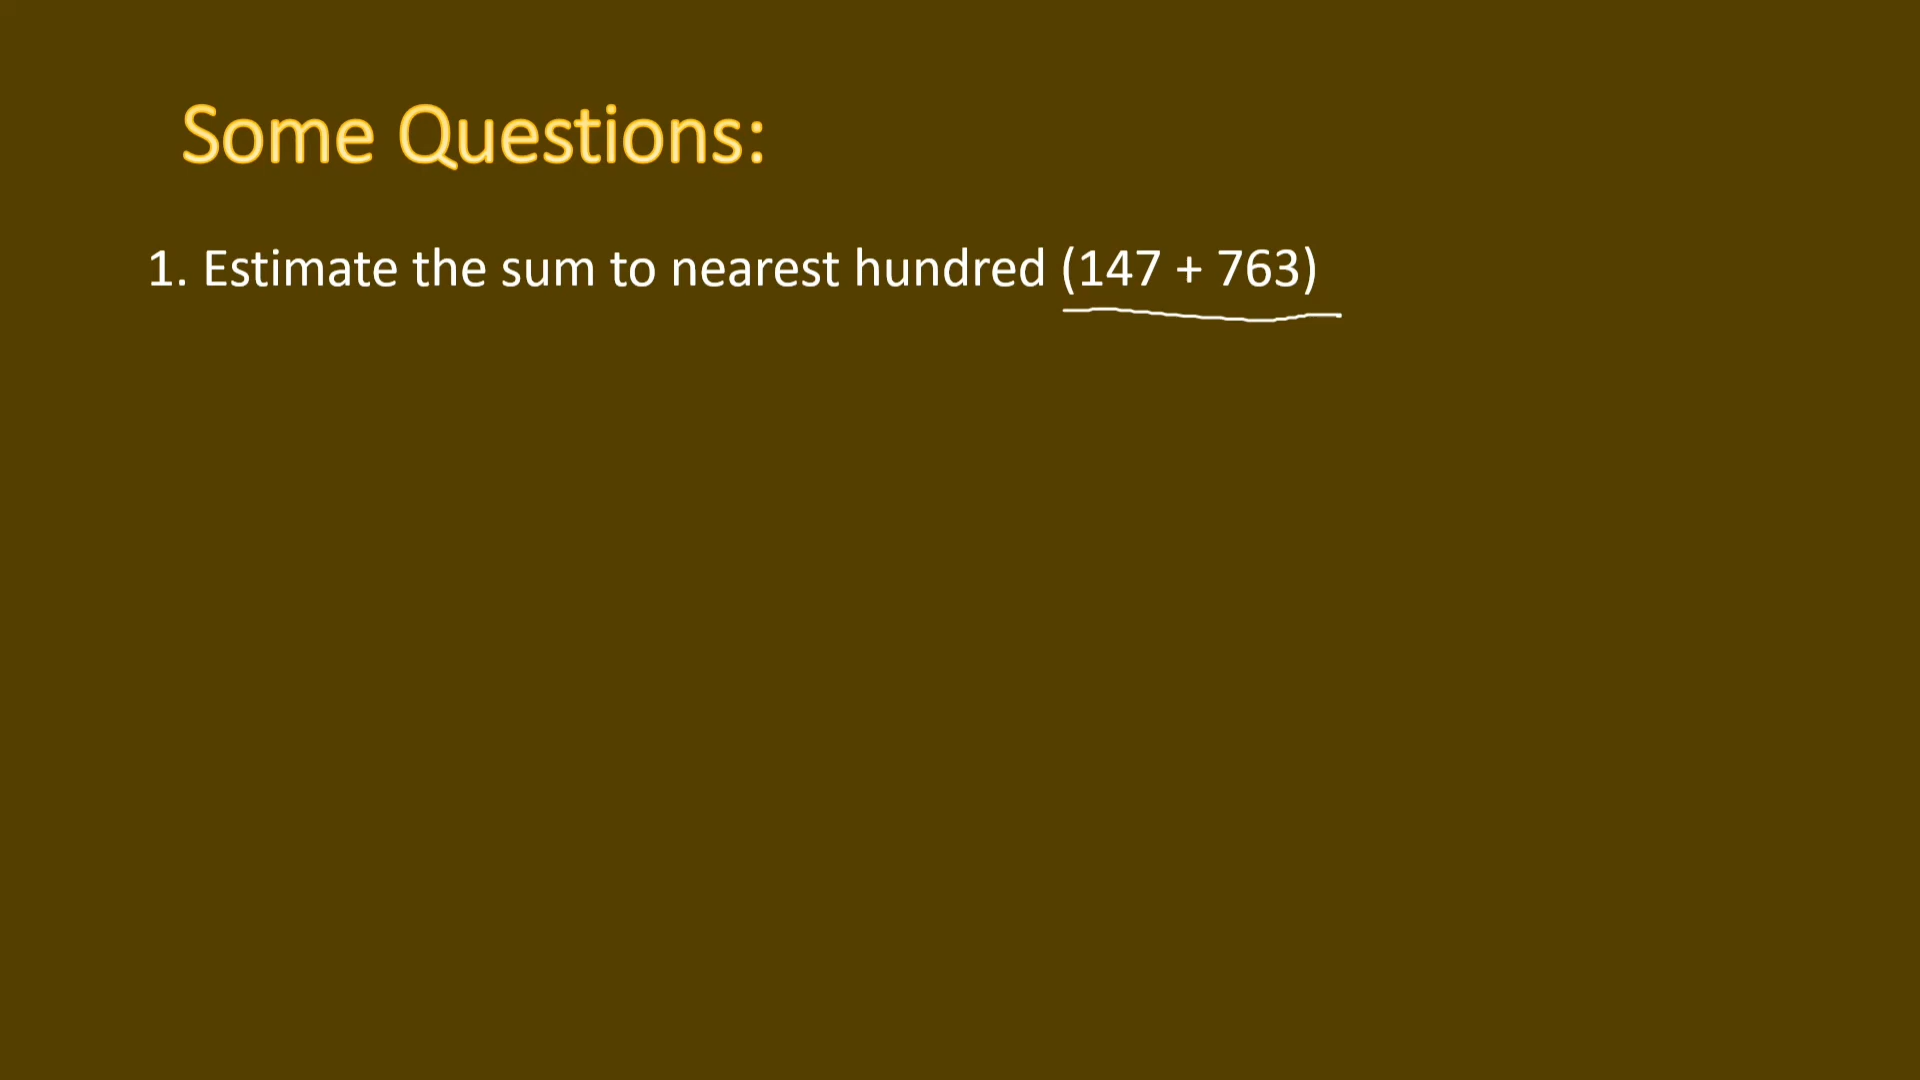 Some Questions:
1. Estimate the sum to nearest hundred (147 + 763)